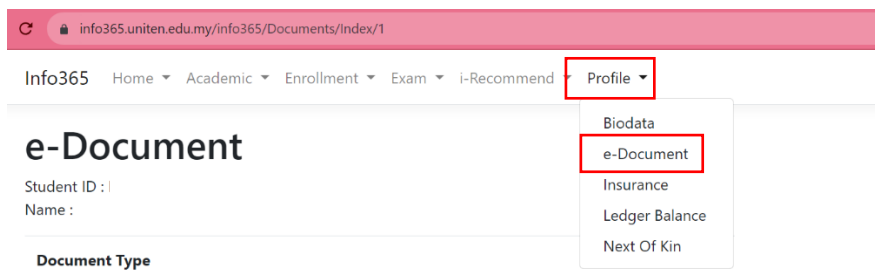 info365.uniten.edu.my/info365/Documents/Index/1
Info365 Home Academic Enrollment Exam i-Recommend Profile
Biodata
e-Document
Insurance
Ledger Balance
Next Of Kin
e-Document
Student ID :
Name :
Document Type